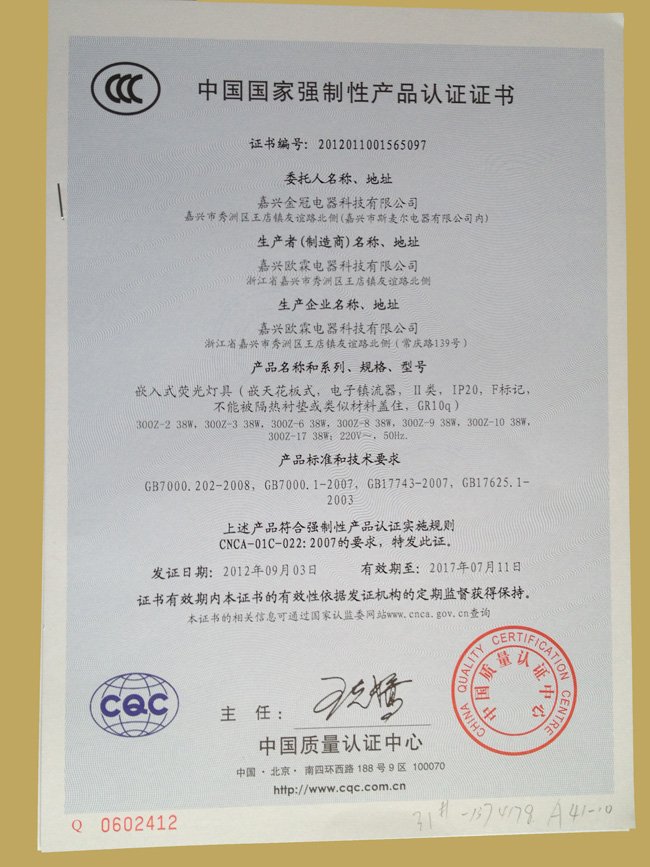 CCC
中国国家强制性产品认证证书
证书编号：2012011001565097
委托人名称、地址
嘉兴金冠电器科技有限公司
嘉兴市秀洲区王店镇友谊路北侧(嘉兴市斯麦尔电器有限公司内)
生产者(制造商)名称、地址
嘉兴欧霖电器科技有限公司
浙江省嘉兴市秀洲区王店镇友谊路北侧
生产企业名称、地址
嘉兴欧霖电器科技有限公司
浙江省嘉兴市秀洲区王店镇友谊路北侧（常庆路139号）
产品名称和系列、规格、型号
嵌入式荧光灯具（嵌天花板式，电子镇流器，Ⅱ类，IP20，F标记，
不能被隔热衬垫或类似材料盖住，GR10q）
300Z-2 38W，300Z-3 38W，300Z-6 38W，300Z-8 38W，300Z-9 38W，300Z-10 38W，
300Z-17 38W；220V～，50Hz.
产品标准和技术要求
GB7000.202-2008，GB7000.1-2007，GB17743-2007，GB17625.1-
2003
上述产品符合强制性产品认证实施规则
CNCA-01C-022:2007的要求，特发此证。
发证日期：2012年09月03日 有效期至：2017年07月11日
证书有效期内本证书的有效性依据发证机构的定期监督获得保持。
本证书的相关信息可通过国家认监委网站www.cnca.gov.cn查询
CHINA QUALITY CERTIFICATION CENTRE
中国质量认证中心
CQC
主 任：
中国质量认证中心
中国·北京·南四环西路188号9区 100070
http://www.cqc.com.cn
Q 0602412